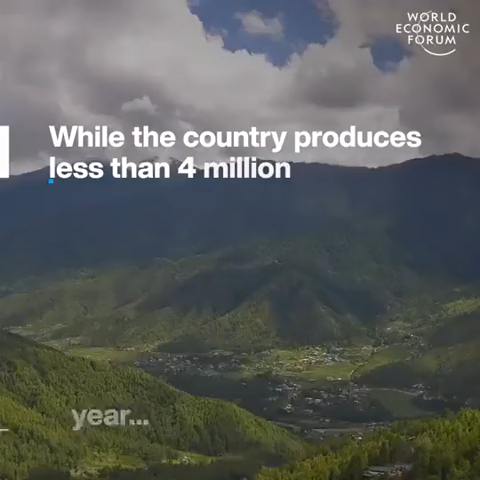 WORLD
ECONOMIC
FORUM
While the country produces
less than 4 million
year...